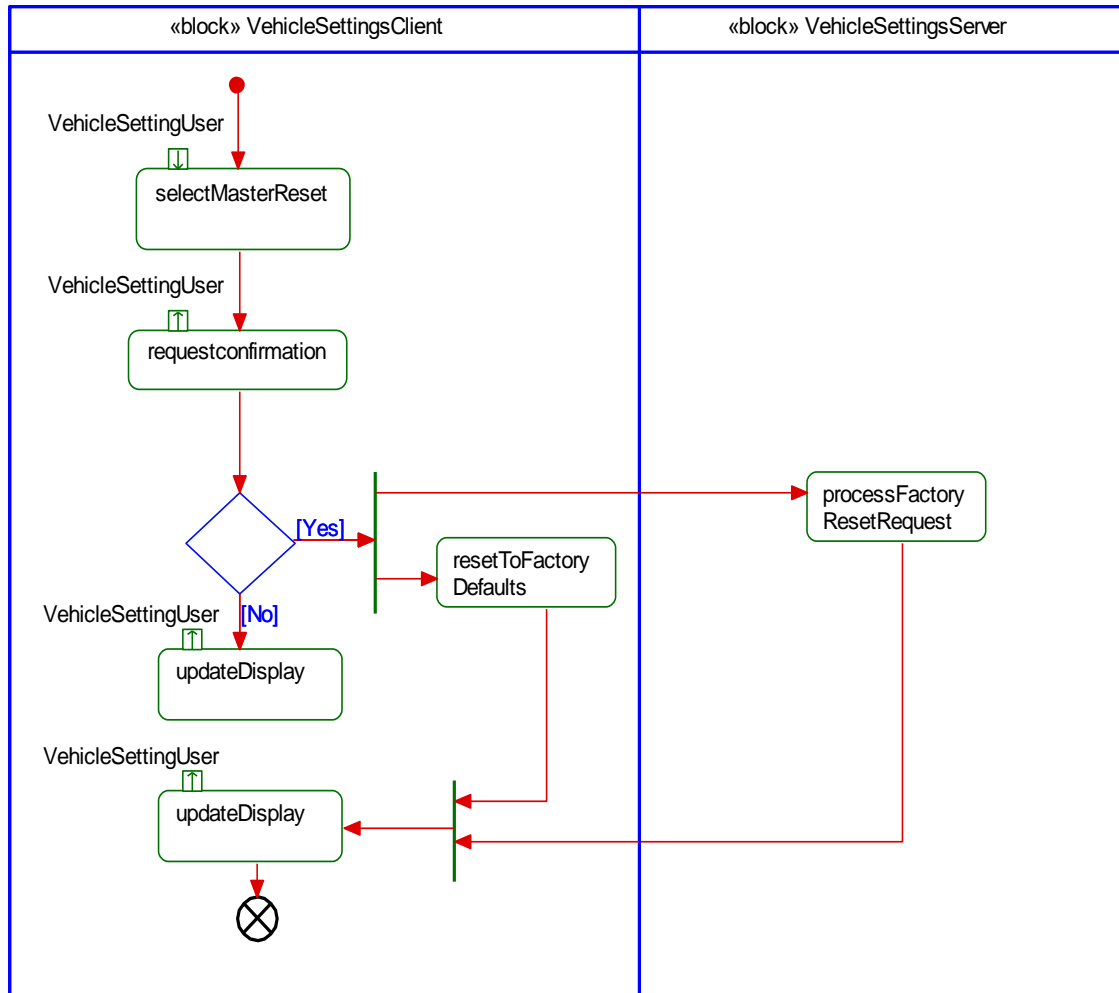 «block» VehicleSettingsClient
«block» VehicleSettingsServer
VehicleSettingUser
selectMasterReset
VehicleSettingUser
requestconfirmation
[Yes]
processFactory
ResetRequest
resetToFactory
Defaults
VehicleSettingUser
[No]
updateDisplay
VehicleSettingUser
updateDisplay